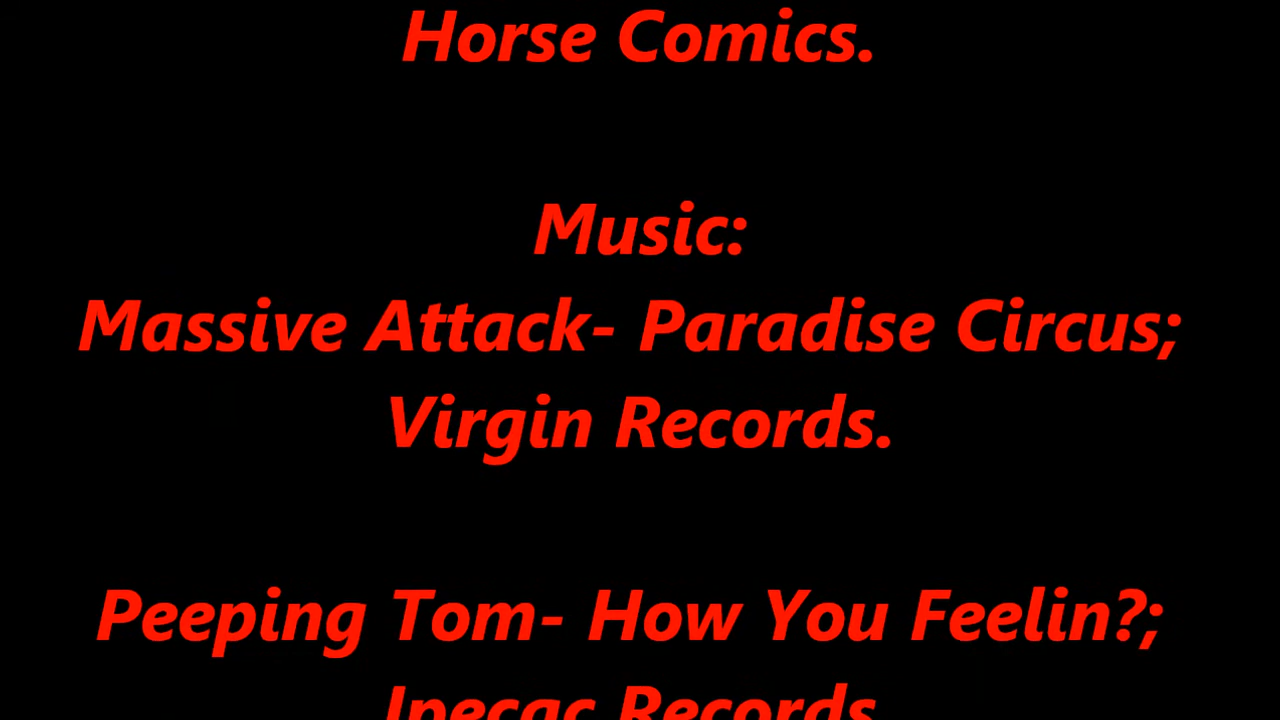 Horse Comics.
Music:
Massive Attack- Paradise Circus;
Virgin Records.
Peeping Tom- How You Feelin?;
Ipecac Records